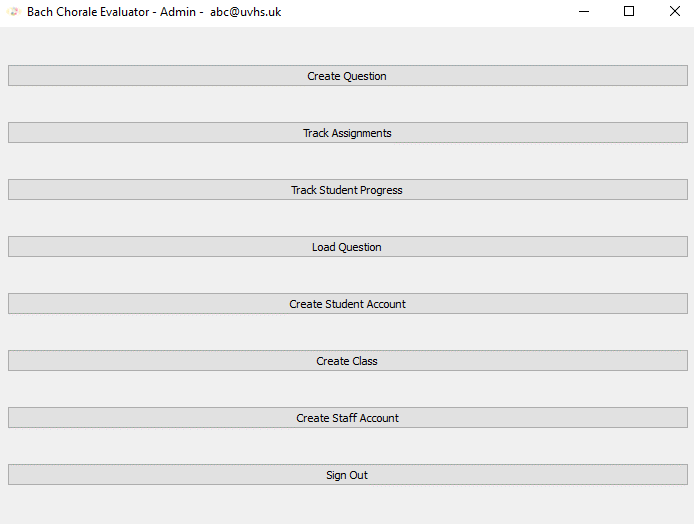 Bach Chorale Evaluator - Admin - abc@uvhs.uk
Create Question
Track Assignments
Track Student Progress
Load Question
Create Student Account
Create Class
Create Staff Account
Sign Out